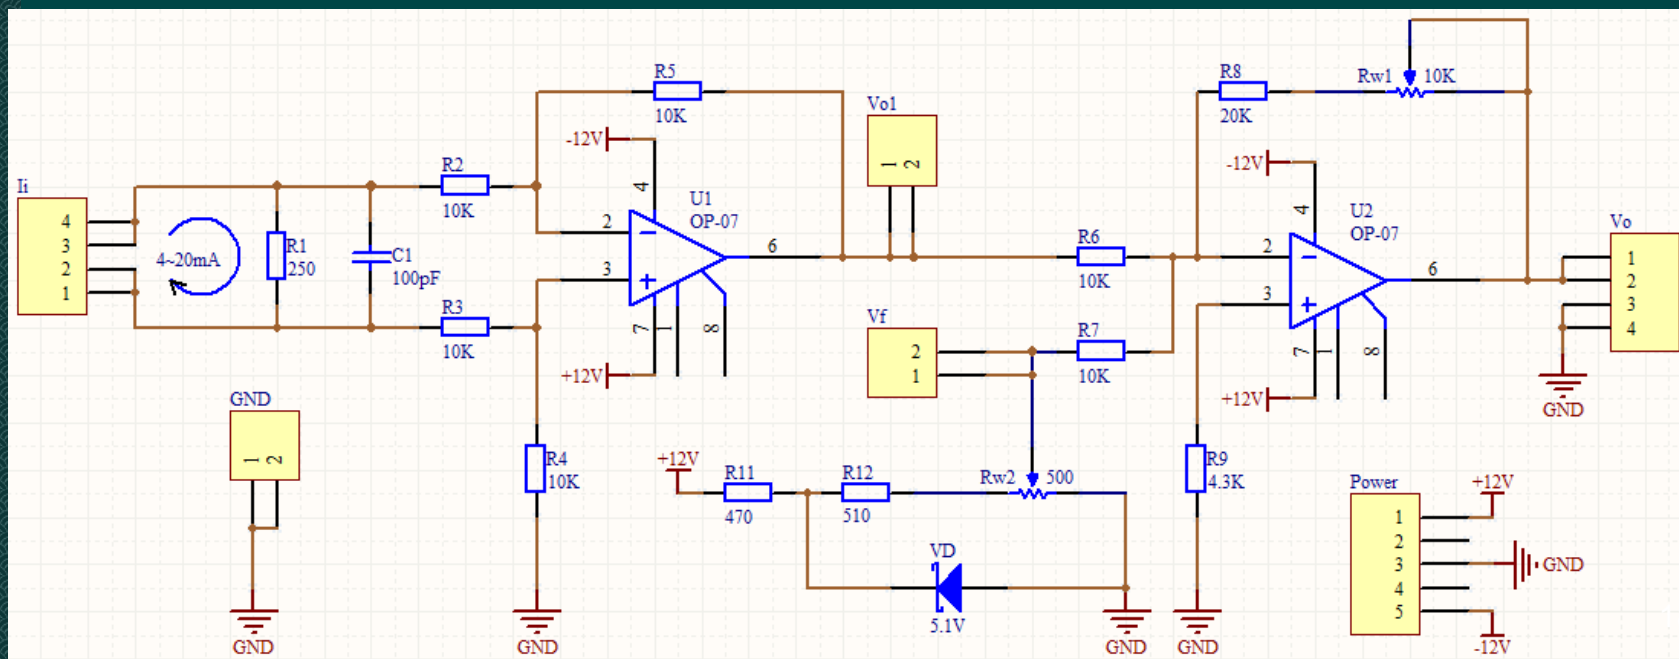 Ii
4
3
2
1
4~20mA
R1
250
C1
100pF
R2
10K
R3
10K
GND
1
2
GND
R5
10K
-12V
4
2
3
U1
OP-07
6
7
1
8
+12V
R4
10K
GND
Vo1
1
2
R6
10K
Vf
2
1
R7
10K
+12V
R11
470
R12
510
Rw2
500
VD
5.1V
GND
R8
20K
Rw1
10K
-12V
4
2
3
U2
OP-07
6
7
1
8
+12V
R9
4.3K
GND
Vo
1
2
3
4
GND
Power
1
2
3
4
5
+12V
GND
-12V